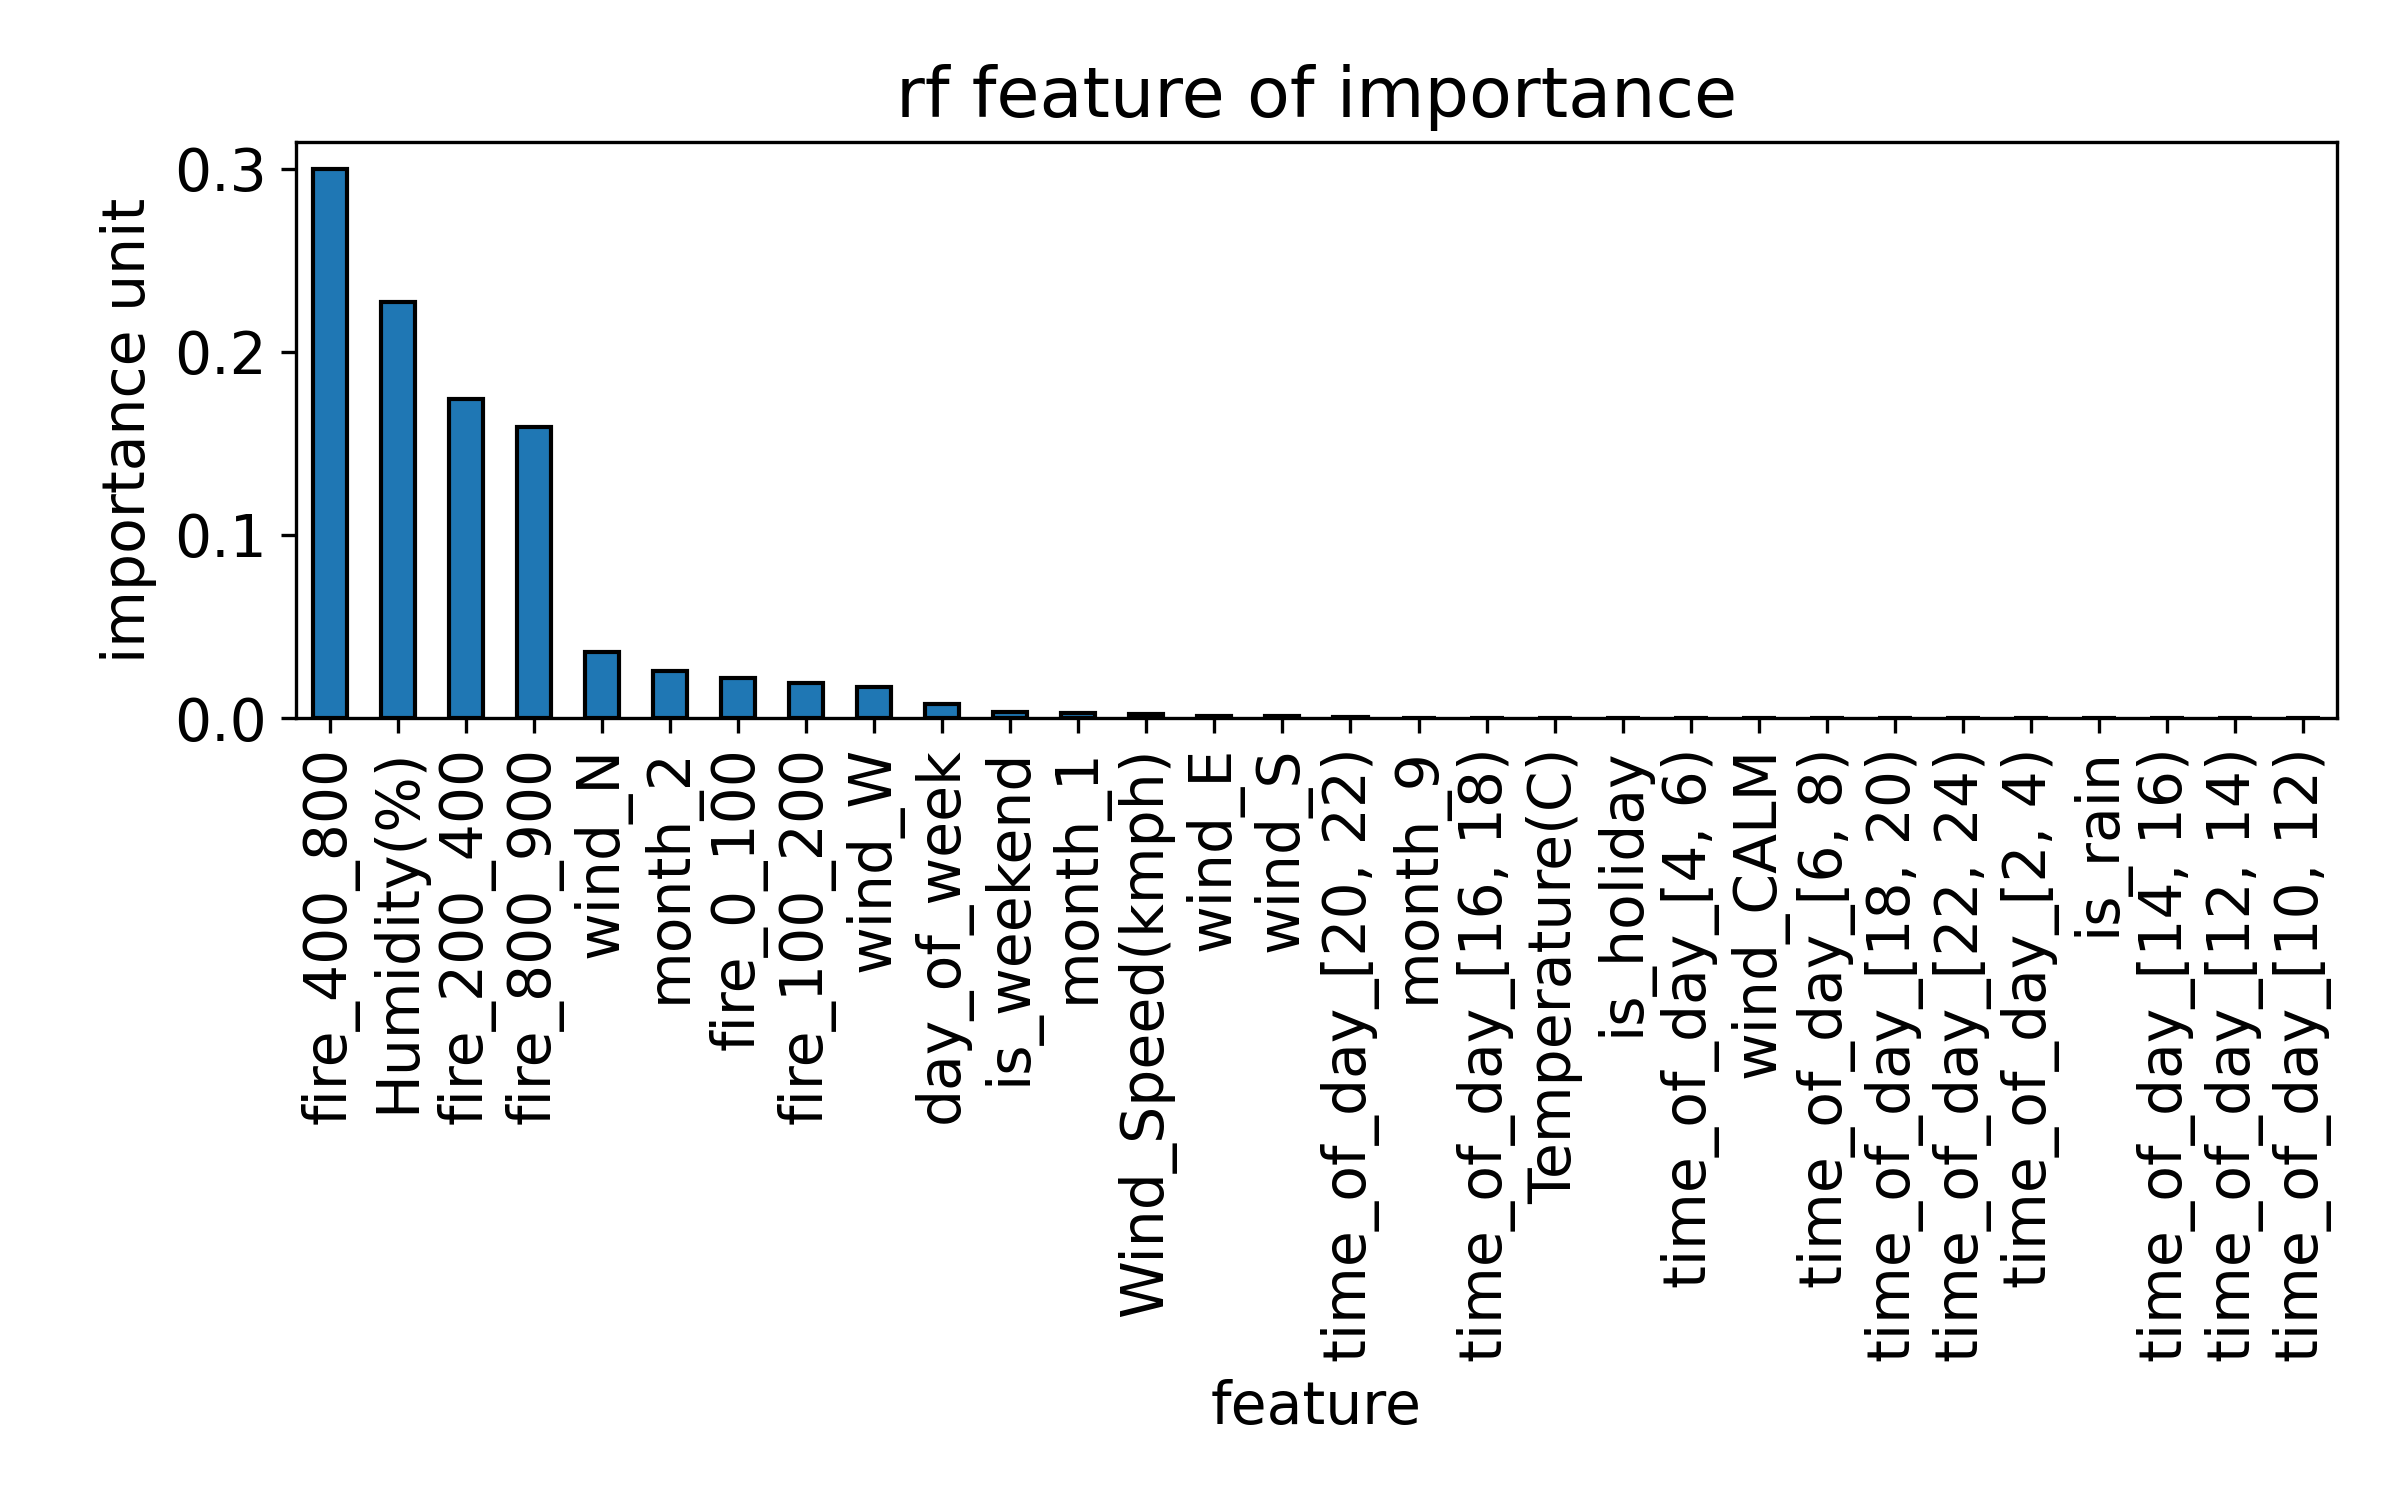 rf feature of importance
importance unit
0.3
0.2
0.1
0.0
fire_400_800
Humidity(%)
fire_200_400
fire_800_900
wind_N
month_2
fire_0_100
fire_100_200
wind_W
day_of_week
is_weekend
month_1
Wind_Speed(kmph)
wind_E
wind_S
time_of_day_[20, 22)
month_9
time_of_day_[16, 18)
Temperature(C)
is_holiday
time_of_day_[4, 6)
wind_CALM
time_of_day_[6, 8)
time_of_day_[18, 20)
time_of_day_[22, 24)
time_of_day_[2, 4)
is_rain
time_of_day_[14, 16)
time_of_day_[12, 14)
time_of_day_[10, 12)
feature